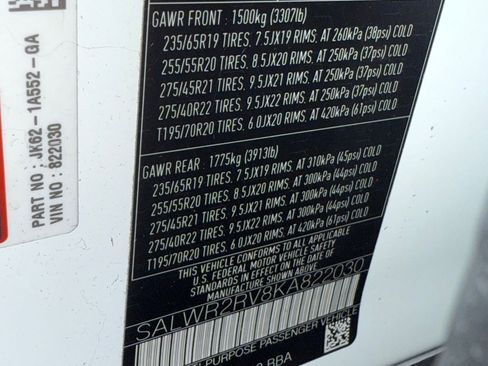 PART NO : JK62-1A552-GA
VIN NO : 822030
GAWR FRONT : 1500kg (3307lb)
235/65R19 TIRES, 7.5JX19 RIMS, AT 260kPa (38psi) COLD
255/55R20 TIRES, 8.5JX20 RIMS, AT 250kPa (37psi) COLD
275/45R21 TIRES, 9.5JX21 RIMS, AT 250kPa (37psi) COLD
275/40R22 TIRES, 9.5JX22 RIMS, AT 250kPa (37psi) COLD
T195/70R20 TIRES, 6.0JX20 RIMS, AT 420kPa (61psi) COLD
GAWR REAR : 1775kg (3913lb)
235/65R19 TIRES, 7.5JX19 RIMS, AT 310kPa (45psi) COLD
255/55R20 TIRES, 8.5JX20 RIMS, AT 300kPa (44psi) COLD
275/45R21 TIRES, 9.5JX21 RIMS, AT 300kPa (44psi) COLD
275/40R22 TIRES, 9.5JX22 RIMS, AT 300kPa (44psi) COLD
T195/70R20 TIRES, 6.0JX20 RIMS, AT 420kPa (61psi) COLD
THIS VEHICLE CONFORMS TO ALL APPLICABLE
U.S. FEDERAL MOTOR VEHICLE SAFETY
STANDARDS IN EFFECT ON THE DATE OF
MANUFACTURE SHOWN ABOVE.
SALWR2RV8KA822030
PURPOSE PASSENGER VEHICLE
BBA